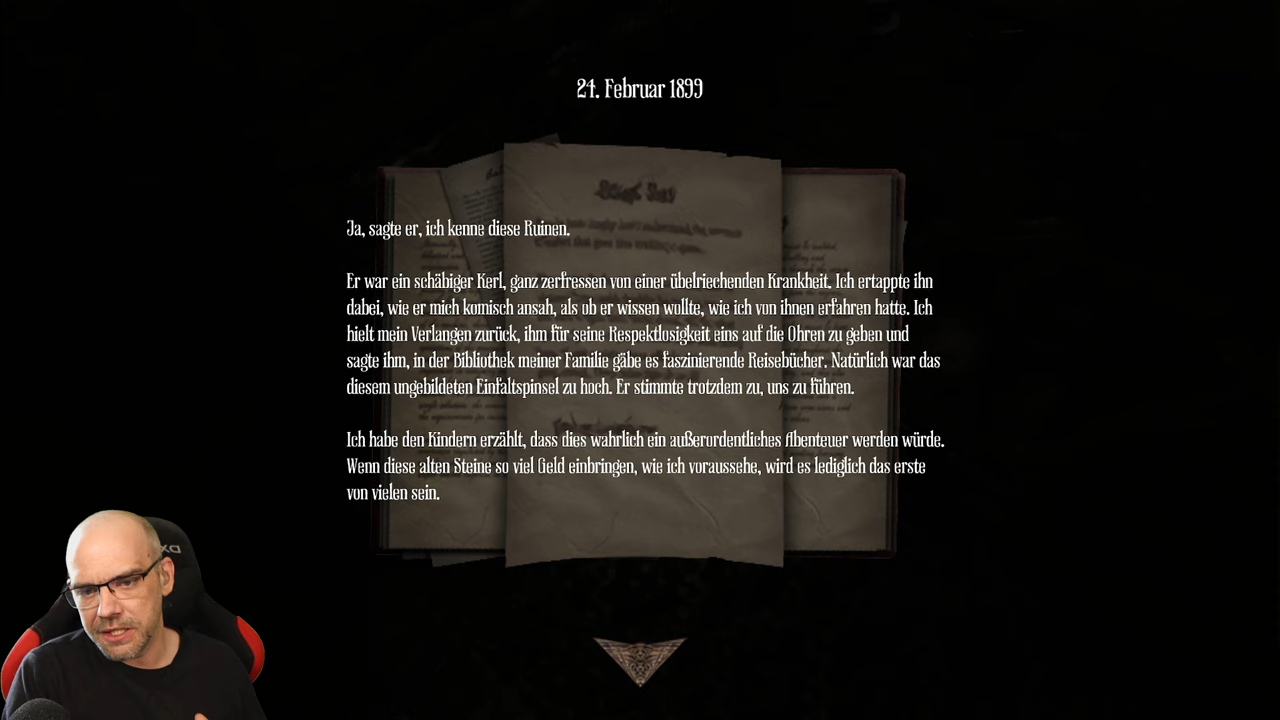 24. Februar 1899
Ja, sagte er, ich kenne diese Ruinen.
Er war ein schäbiger Kerl, ganz zerfressen von einer übelriechenden Krankheit. Ich ertappte ihn
dabei, wie er mich komisch ansah, als ob er wissen wollte, wie ich von ihnen erfahren hatte. Ich
hielt mein Verlangen zurück, ihm für seine Respektlosigkeit eins auf die Ohren zu geben und
sagte ihm, in der Bibliothek meiner Familie gäbe es faszinierende Reisebücher. Natürlich war das
diesem ungebildeten Einfaltspinsel zu hoch. Er stimmte trotzdem zu, uns zu führen.
Ich habe den Kindern erzählt, dass dies wahrlich ein außerordentliches Abenteuer werden würde.
Wenn diese alten Steine so viel Geld einbringen, wie ich voraussehe, wird es lediglich das erste
von vielen sein.